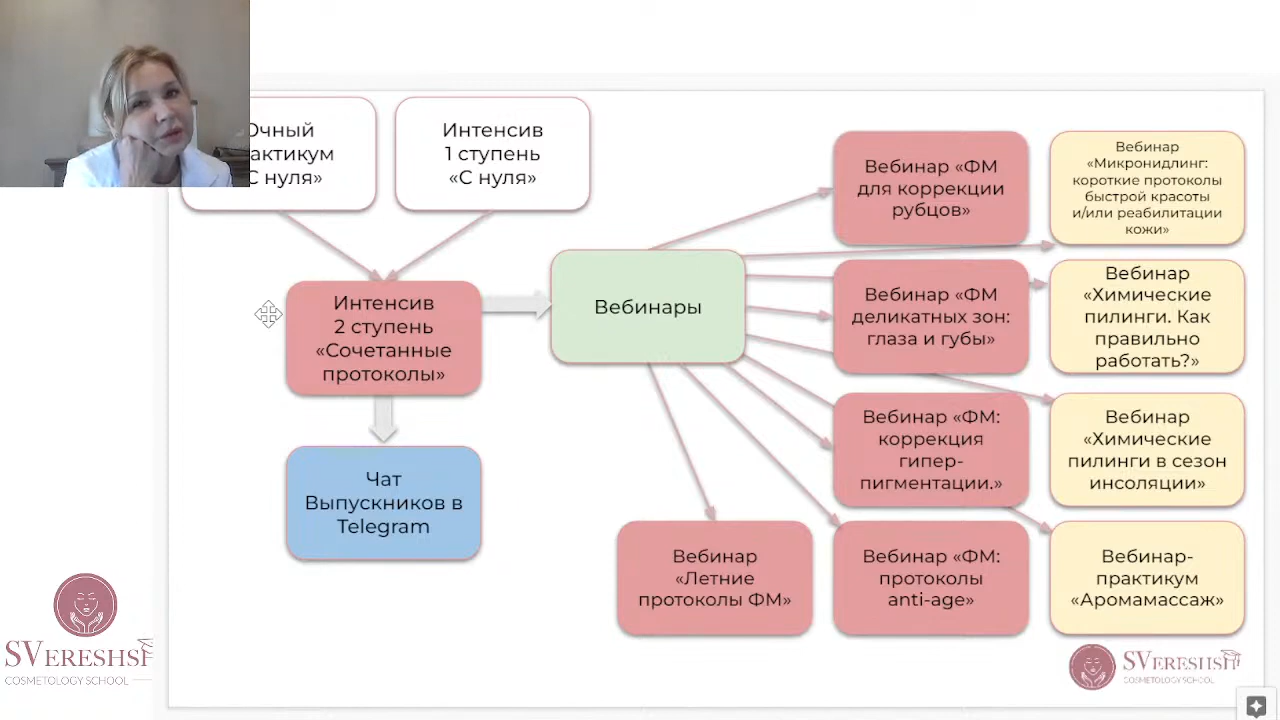 Очный
актикум
С нуля»
Интенсив
1 ступень
«С нуля»
Интенсив
2 ступень
«Сочетанные
протоколы»
Чат
Выпускников в
Telegram
Вебинары
Вебинар «ФМ
для коррекции
рубцов»
Вебинар
«Микронидлинг:
короткие протоколы
быстрой красоты
и/или реабилитации
кожи»
Вебинар «ФМ
деликатных зон:
глаза и губы»
Вебинар
«Химические
пилинги. Как
правильно
работать?»
Вебинар «ФМ:
коррекция
гипер-
пигментации.»
Вебинар
«Химические
пилинги в сезон
инсоляции»
Вебинар
«Летние
протоколы ФМ»
Вебинар «ФМ:
протоколы
anti-age»
Вебинар-
практикум
«Аромамассаж»
SVERESHSH
COSMETOLOGY SCHOOL
SVERESHSH
COSMETOLOGY SCHOOL